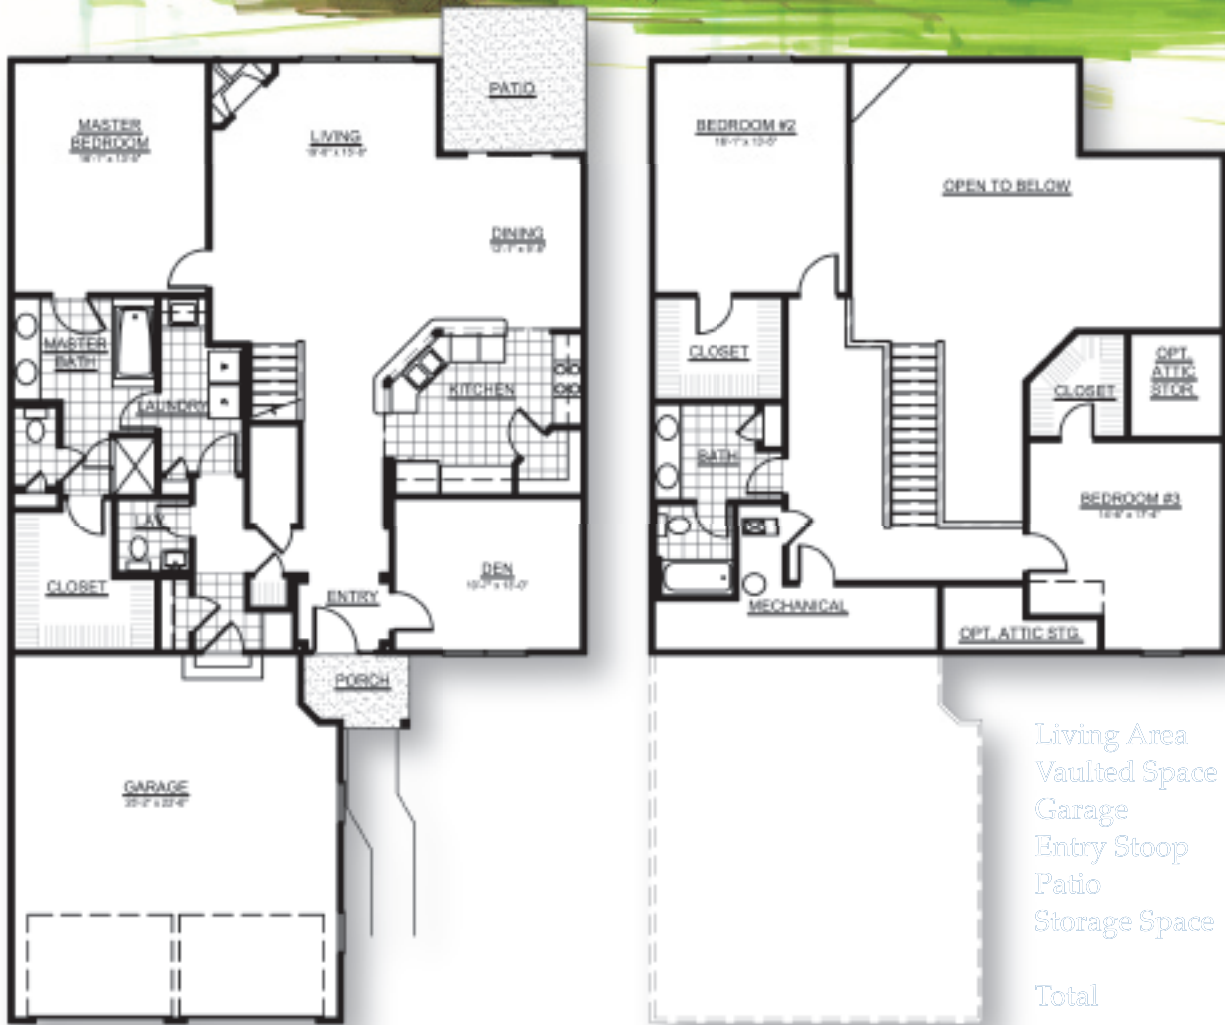 PATIO
MASTER
BEDROOM
LIVING
DINING
MASTER
BATH
LAUNDRY
KITCHEN
LAV.
CLOSET
ENTRY
DEN
PORCH
GARAGE
BEDROOM #2
OPEN TO BELOW
CLOSET
CLOSET
OPT.
ATTIC
STOR.
BATH
BEDROOM #3
MECHANICAL
OPT. ATTIC STG.
Living Area
Vaulted Space
Garage
Entry Stoop
Patio
Storage Space
Total